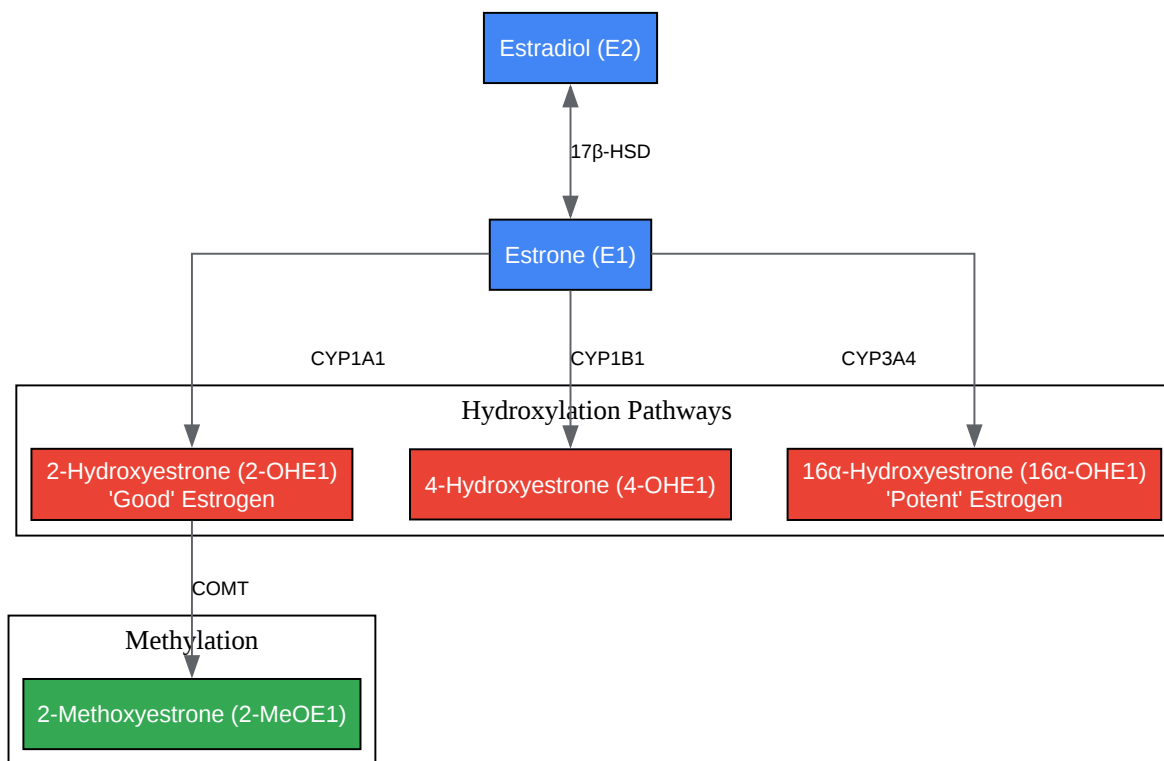 Estradiol (E2)
17β-HSD
Estrone (E1)
CYP1A1
CYP1B1
CYP3A4
Hydroxylation Pathways
2-Hydroxyestrone (2-OHE1)
'Good' Estrogen
4-Hydroxyestrone (4-OHE1)
16α-Hydroxyestrone (16α-OHE1)
'Potent' Estrogen
COMT
Methylation
2-Methoxyestrone (2-MeOE1)